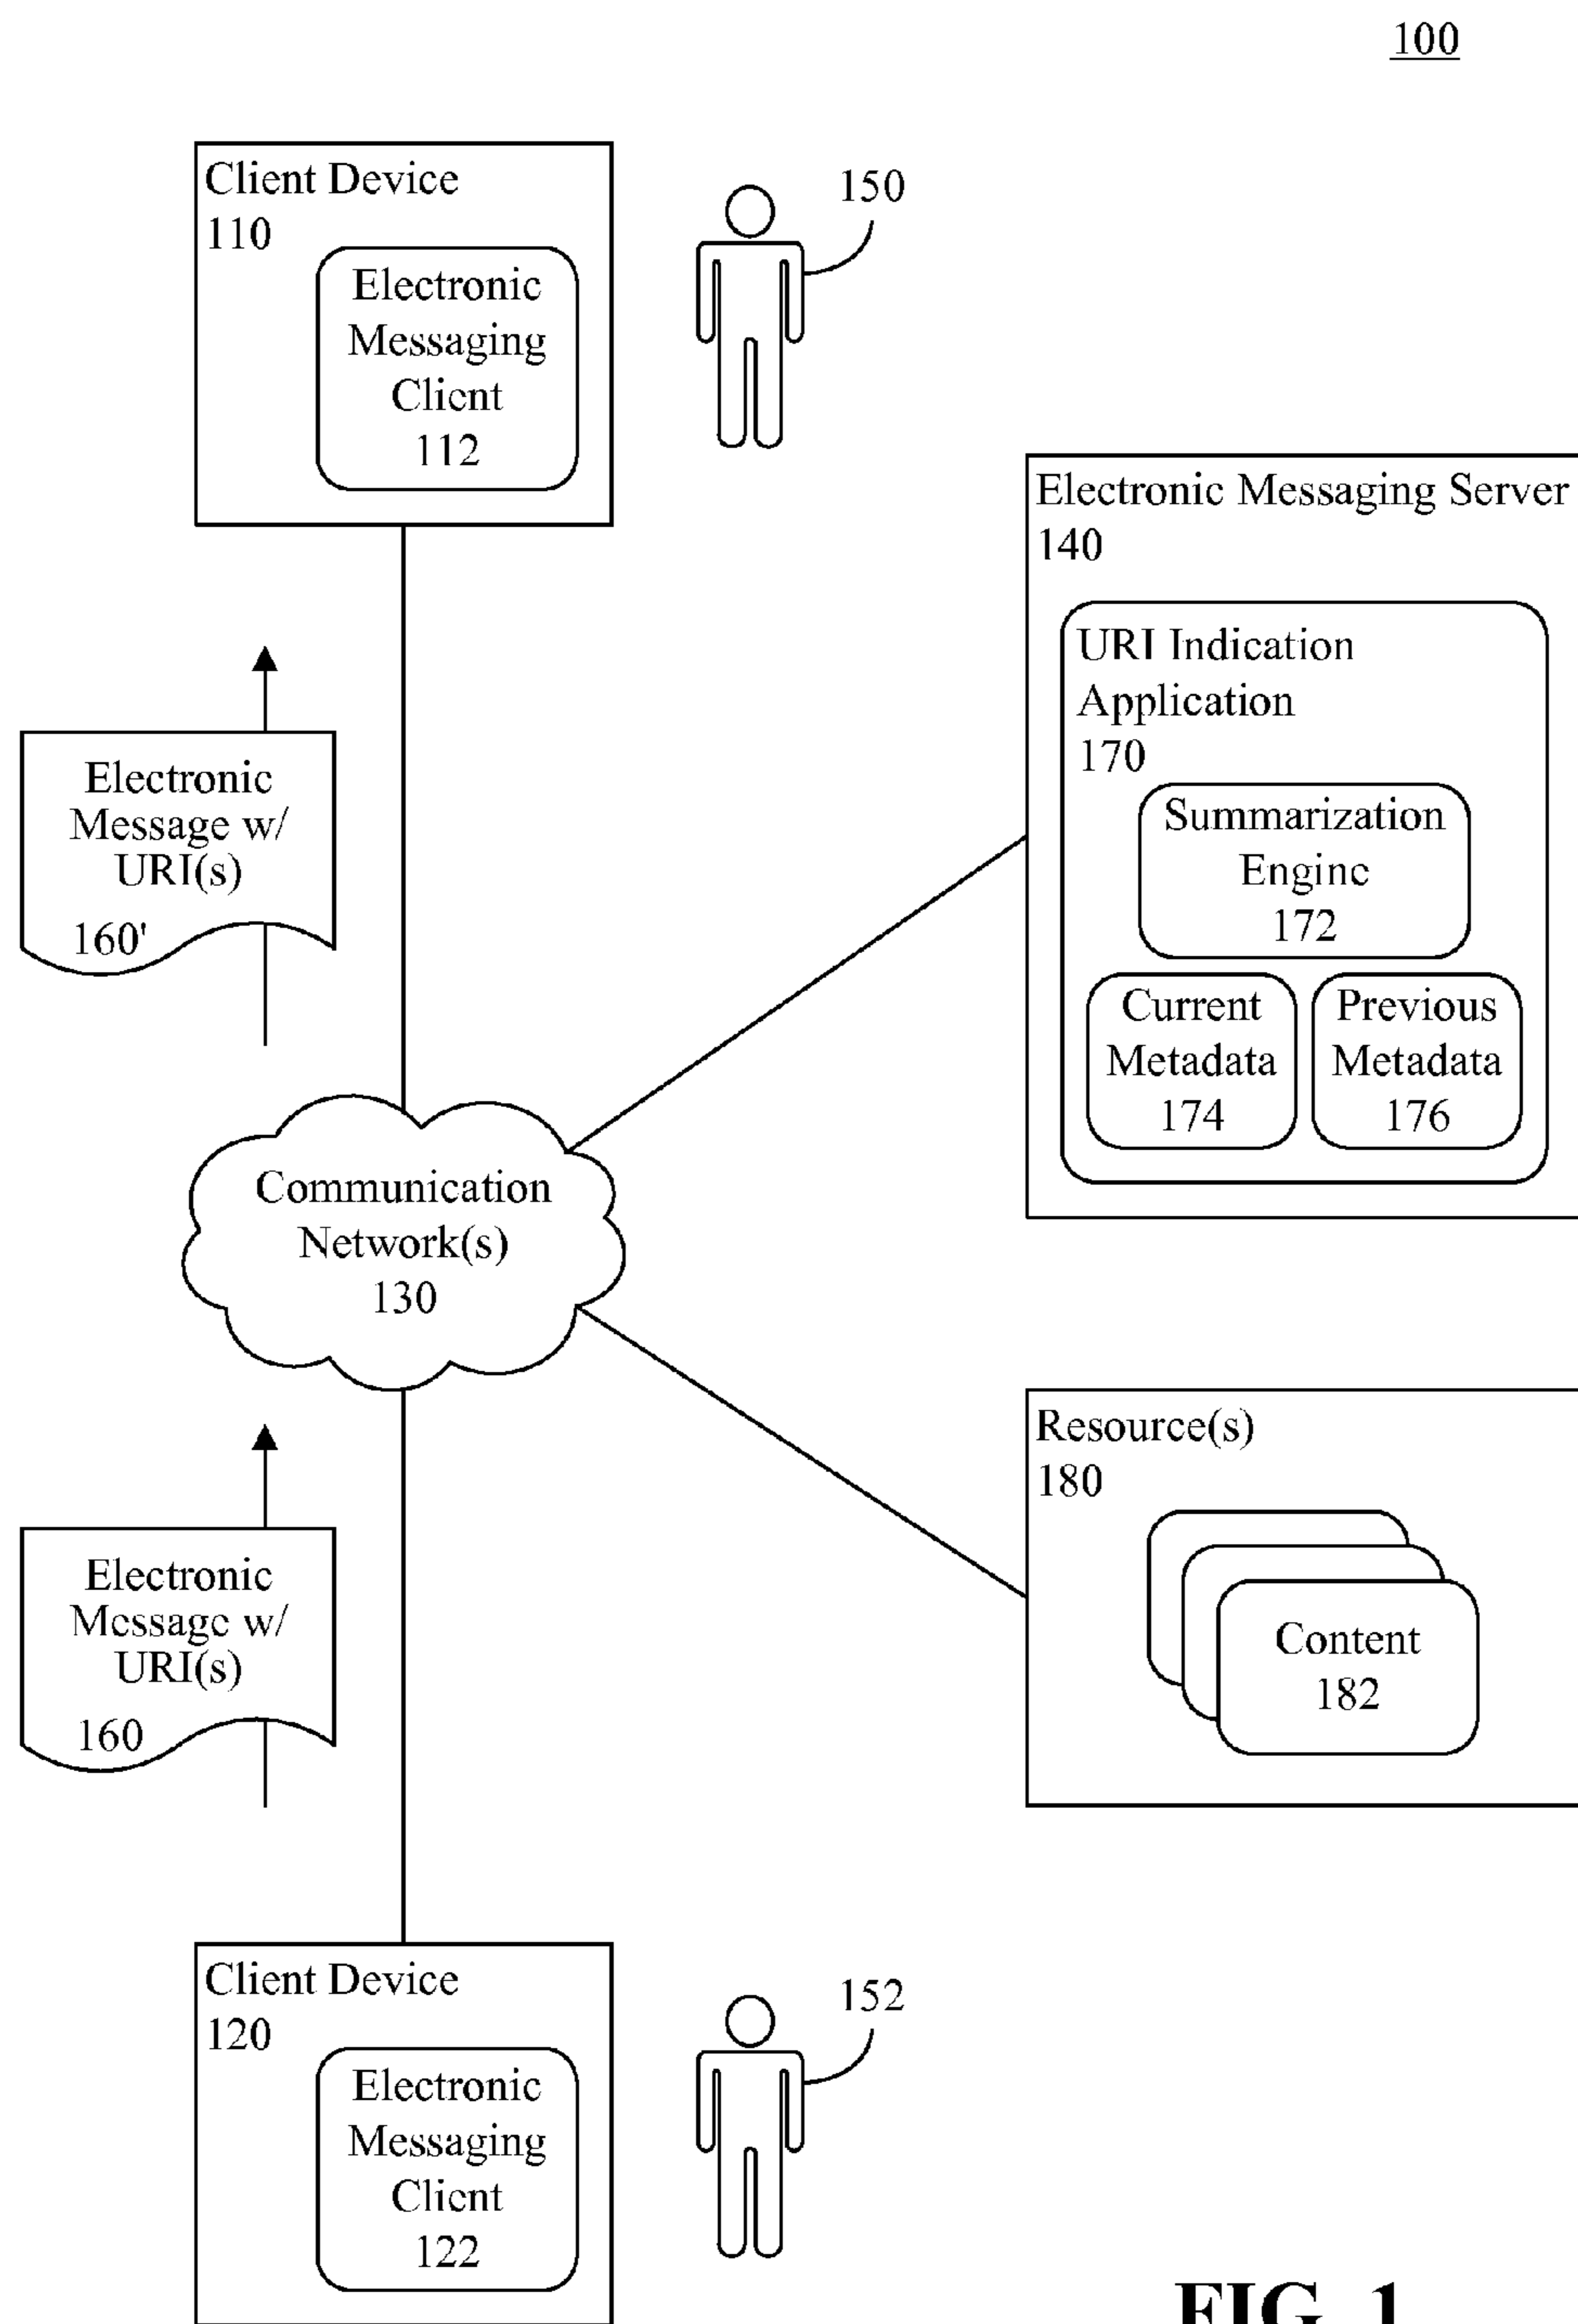 100
Client Device
110
Electronic
Messaging
Client
112
150
Electronic Messaging Server
140
URI Indication
Application
170
Summarization
Engine
172
Current
Metadata
174
Previous
Metadata
176
Electronic
Message w/
URI(s)
160'
Communication
Network(s)
130
Resource(s)
180
Content
182
Electronic
Message w/
URI(s)
160
Client Device
120
Electronic
Messaging
Client
122
152
FIG. 1